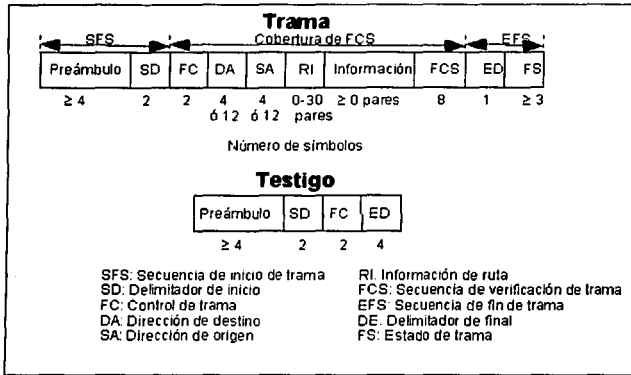 Trama
SFS Cobertura de FCS EFS
Preámbulo SD FC DA SA RI Información FCS ED FS
≥ 4 2 2 4 4 0-30 ≥ 0 pares 8 1 ≥ 3
ó 12 ó 12 pares
Número de símbolos
Testigo
Preámbulo SD FC ED
≥ 4 2 2 4
SFS: Secuencia de inicio de trama
SD: Delimitador de inicio
FC: Control de trama
DA: Dirección de destino
SA: Dirección de origen
RI. Información de ruta
FCS: Secuencia de verificación de trama
EFS: Secuencia de fin de trama
DE. Delimitador de final
FS: Estado de trama